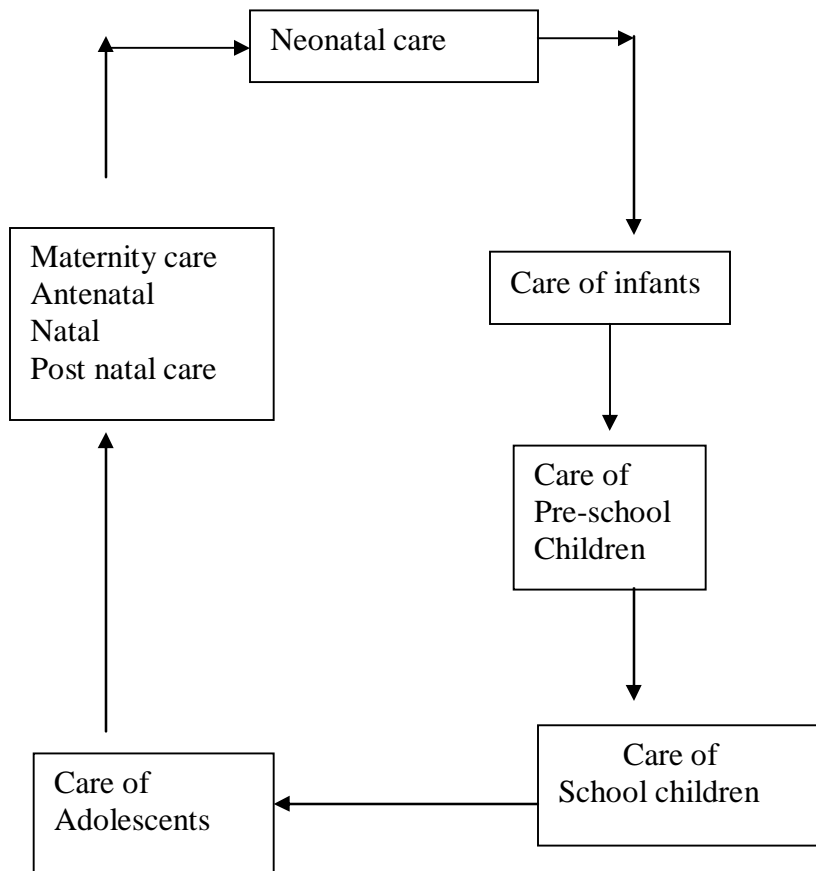 Neonatal care
Maternity care
Antenatal
Natal
Post natal care
Care of infants
Care of
Pre-school
Children
Care of
School children
Care of
Adolescents